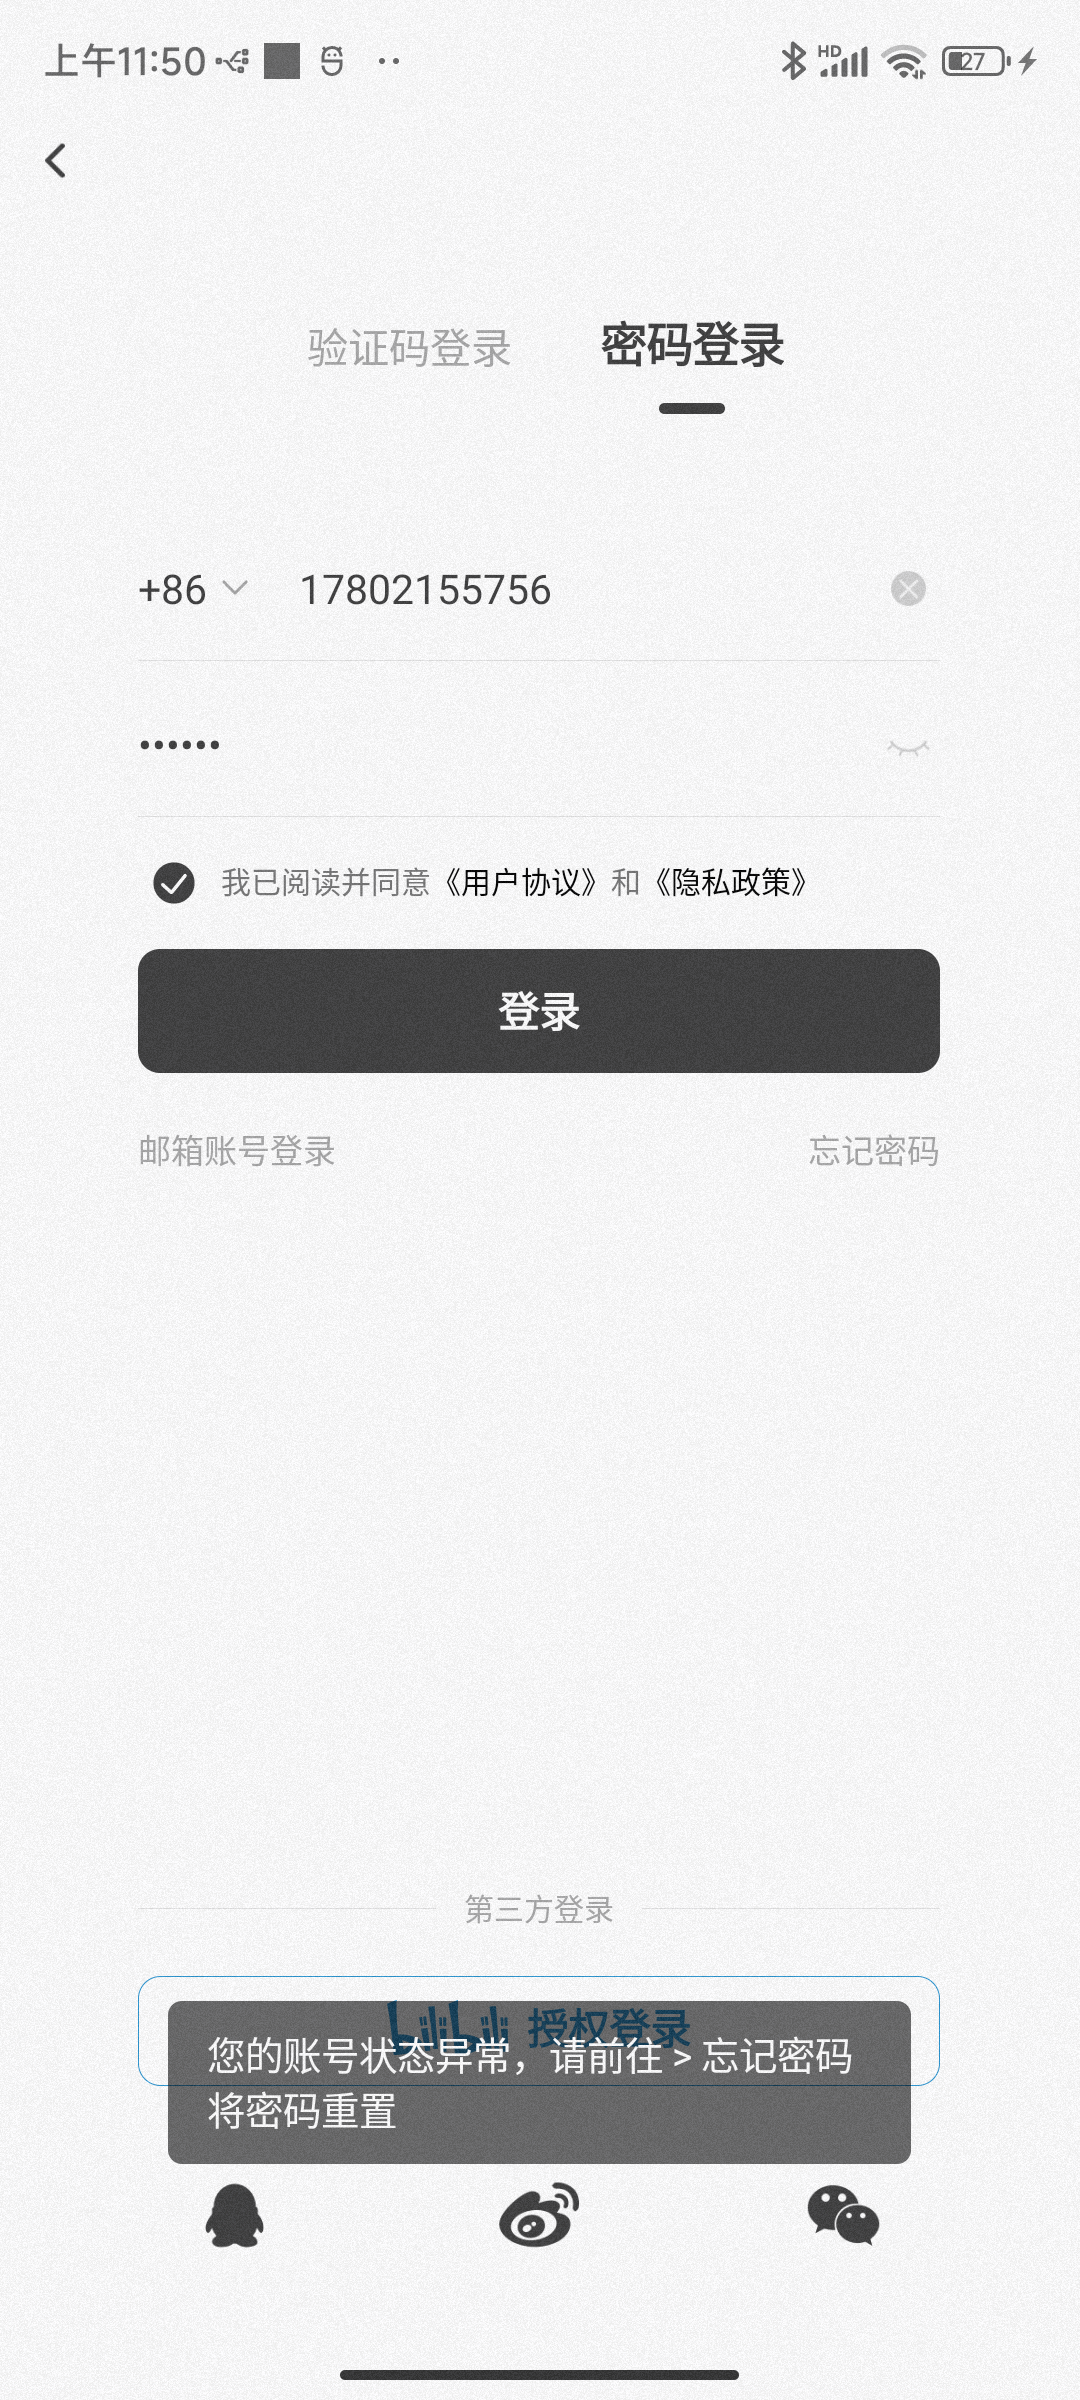 上午11:50
HD
27
验证码登录 密码登录
+86 17802155756
••••••
我已阅读并同意《用户协议》和《隐私政策》
登录
邮箱账号登录 忘记密码
第三方登录
bilibili 授权登录
您的账号状态异常，请前往 > 忘记密码
将密码重置